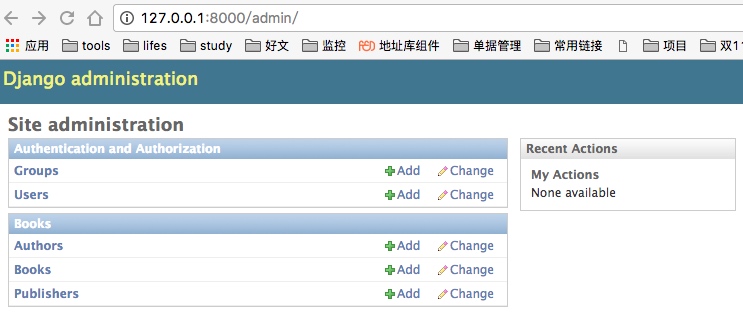 127.0.0.1:8000/admin/
应用 tools lifes study 好文 监控 地址库组件 单据管理 常用链接 项目 双11
Django administration
Site administration
Authentication and Authorization
Groups Add Change
Users Add Change
Books
Authors Add Change
Books Add Change
Publishers Add Change
Recent Actions
My Actions
None available